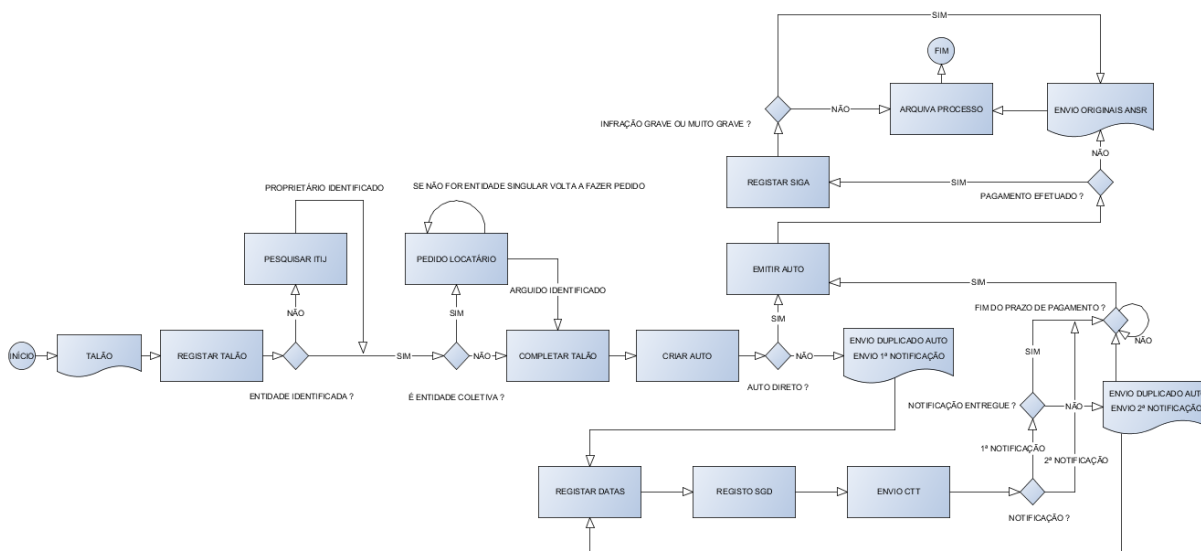 SIM
FIM
ARQUIVA PROCESSO
ENVIO ORIGINAIS ANSR
NÃO
INFRAÇÃO GRAVE OU MUITO GRAVE ?
NÃO
REGISTAR SIGA
SIM
PAGAMENTO EFETUADO ?
PROPRIETÁRIO IDENTIFICADO
SE NÃO FOR ENTIDADE SINGULAR VOLTA A FAZER PEDIDO
PESQUISAR ITIJ
PEDIDO LOCATÁRIO
EMITIR AUTO
SIM
ARGUIDO IDENTIFICADO
FIM DO PRAZO DE PAGAMENTO ?
NÃO
SIM
SIM
NÃO
INÍCIO
TALÃO
REGISTAR TALÃO
SIM
NÃO
COMPLETAR TALÃO
CRIAR AUTO
NÃO
ENVIO DUPLICADO AUTO
ENVIO 1ª NOTIFICAÇÃO
SIM
ENTIDADE IDENTIFICADA ?
É ENTIDADE COLETIVA ?
AUTO DIRETO ?
NOTIFICAÇÃO ENTREGUE ?
NÃO
ENVIO DUPLICADO AUTO
ENVIO 2ª NOTIFICAÇÃO
1ª NOTIFICAÇÃO
2ª NOTIFICAÇÃO
REGISTAR DATAS
REGISTO SGD
ENVIO CTT
NOTIFICAÇÃO ?